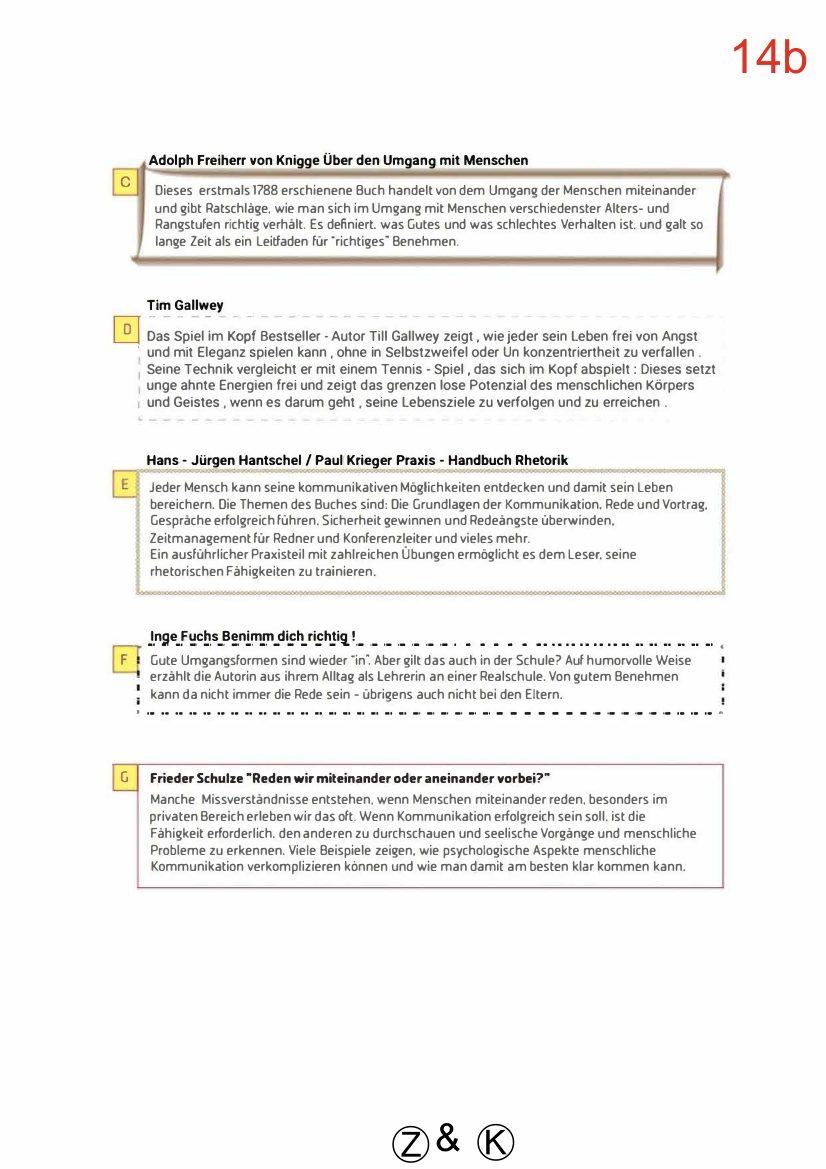 14b
Adolph Freiherr von Knigge Über den Umgang mit Menschen
C
Dieses erstmals 1788 erschienene Buch handelt von dem Umgang der Menschen miteinander
und gibt Ratschläge, wie man sich im Umgang mit Menschen verschiedenster Alters- und
Rangstufen richtig verhält. Es definiert. was Gutes und was schlechtes Verhalten ist. und galt so
lange Zeit als ein Leitfaden für "richtiges" Benehmen.
Tim Gallwey
D
Das Spiel im Kopf Bestseller - Autor Till Gallwey zeigt , wie jeder sein Leben frei von Angst
und mit Eleganz spielen kann , ohne in Selbstzweifel oder Un konzentriertheit zu verfallen .
Seine Technik vergleicht er mit einem Tennis - Spiel , das sich im Kopf abspielt : Dieses setzt
unge ahnte Energien frei und zeigt das grenzen lose Potenzial des menschlichen Körpers
und Geistes , wenn es darum geht , seine Lebensziele zu verfolgen und zu erreichen .
Hans - Jürgen Hantschel / Paul Krieger Praxis - Handbuch Rhetorik
E
Jeder Mensch kann seine kommunikativen Möglichkeiten entdecken und damit sein Leben
bereichern. Die Themen des Buches sind: Die Grundlagen der Kommunikation. Rede und Vortrag,
Gespräche erfolgreich führen. Sicherheit gewinnen und Redeängste überwinden,
Zeitmanagement für Redner und Konferenzleiter und vieles mehr.
Ein ausführlicher Praxisteil mit zahlreichen Übungen ermöglicht es dem Leser. seine
rhetorischen Fähigkeiten zu trainieren.
Inge Fuchs Benimm dich richtig !
F
Gute Umgangsformen sind wieder "in". Aber gilt das auch in der Schule? Auf humorvolle Weise
erzählt die Autorin aus ihrem Alltag als Lehrerin an einer Realschule. Von gutem Benehmen
kann da nicht immer die Rede sein - übrigens auch nicht bei den Eltern.
G
Frieder Schulze "Reden wir miteinander oder aneinander vorbei?"
Manche Missverständnisse entstehen, wenn Menschen miteinander reden, besonders im
privaten Bereich erleben wir das oft. Wenn Kommunikation erfolgreich sein soll. ist die
Fähigkeit erforderlich. den anderen zu durchschauen und seelische Vorgänge und menschliche
Probleme zu erkennen. Viele Beispiele zeigen, wie psychologische Aspekte menschliche
Kommunikation verkomplizieren können und wie man damit am besten klar kommen kann.
Z & K